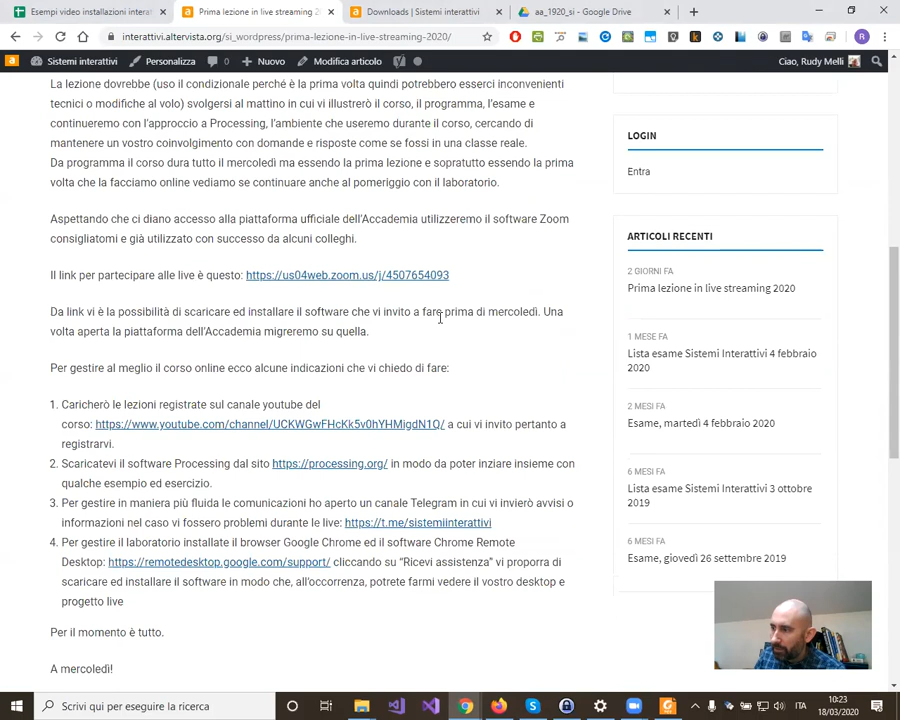 Esempi video installazioni interat
Prima lezione in live streaming 2
Downloads | Sistemi interattivi
aa_1920_si - Google Drive
interattivi.altervista.org/si_wordpress/prima-lezione-in-live-streaming-2020/
Sistemi interattivi
Personalizza
0
Nuovo
Modifica articolo
Ciao, Rudy Melli
La lezione dovrebbe (uso il condizionale perché è la prima volta quindi potrebbero esserci inconvenienti
tecnici o modifiche al volo) svolgersi al mattino in cui vi illustrerò il corso, il programma, l'esame e
continueremo con l'approccio a Processing, l'ambiente che useremo durante il corso, cercando di
mantenere un vostro coinvolgimento con domande e risposte come se fossi in una classe reale.
Da programma il corso dura tutto il mercoledì ma essendo la prima lezione e sopratutto essendo la prima
volta che la facciamo online vediamo se continuare anche al pomeriggio con il laboratorio.
Aspettando che ci diano accesso alla piattaforma ufficiale dell'Accademia utilizzeremo il software Zoom
consigliatomi e già utilizzato con successo da alcuni colleghi.
Il link per partecipare alle live è questo: https://us04web.zoom.us/j/4507654093
Da link vi è la possibilità di scaricare ed installare il software che vi invito a fare prima di mercoledì. Una
volta aperta la piattaforma dell'Accademia migreremo su quella.
Per gestire al meglio il corso online ecco alcune indicazioni che vi chiedo di fare:
1. Caricherò le lezioni registrate sul canale youtube del
corso: https://www.youtube.com/channel/UCKWGwFHcKk5v0hYHMigdN1Q/ a cui vi invito pertanto a
registrarvi.
2. Scaricatevi il software Processing dal sito https://processing.org/ in modo da poter inziare insieme con
qualche esempio ed esercizio.
3. Per gestire in maniera più fluida le comunicazioni ho aperto un canale Telegram in cui vi invierò avvisi o
informazioni nel caso vi fossero problemi durante le live: https://t.me/sistemiinterattivi
4. Per gestire il laboratorio installate il browser Google Chrome ed il software Chrome Remote
Desktop: https://remotedesktop.google.com/support/ cliccando su "Ricevi assistenza" vi proporra di
scaricare ed installare il software in modo che, all'occorrenza, potrete farmi vedere il vostro desktop e
progetto live
Per il momento è tutto.
A mercoledì!
LOGIN
Entra
ARTICOLI RECENTI
2 GIORNI FA
Prima lezione in live streaming 2020
1 MESE FA
Lista esame Sistemi Interattivi 4 febbraio
2020
2 MESI FA
Esame, martedì 4 febbraio 2020
6 MESI FA
Lista esame Sistemi Interattivi 3 ottobre
2019
6 MESI FA
Esame, giovedì 26 settembre 2019
Scrivi qui per eseguire la ricerca
ITA
10:23
18/03/2020